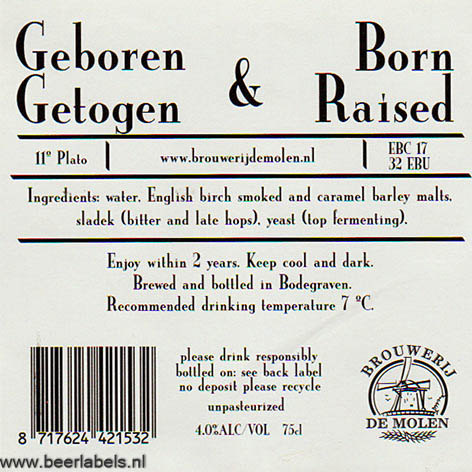 Geboren & Born
Getogen Raised
11º Plato
www.brouwerijdemolen.nl
EBC 17
32 EBU
Ingredients: water, English birch smoked and caramel barley malts,
sladek (bitter and late hops), yeast (top fermenting).
Enjoy within 2 years. Keep cool and dark.
Brewed and bottled in Bodegraven.
Recommended drinking temperature 7 ºC.
please drink responsibly
bottled on: see back label
no deposit please recycle
unpasteurized
4.0%ALC/VOL 75cl
8 717624 421532
BROUWERIJ
DE MOLEN
www.beerlabels.nl